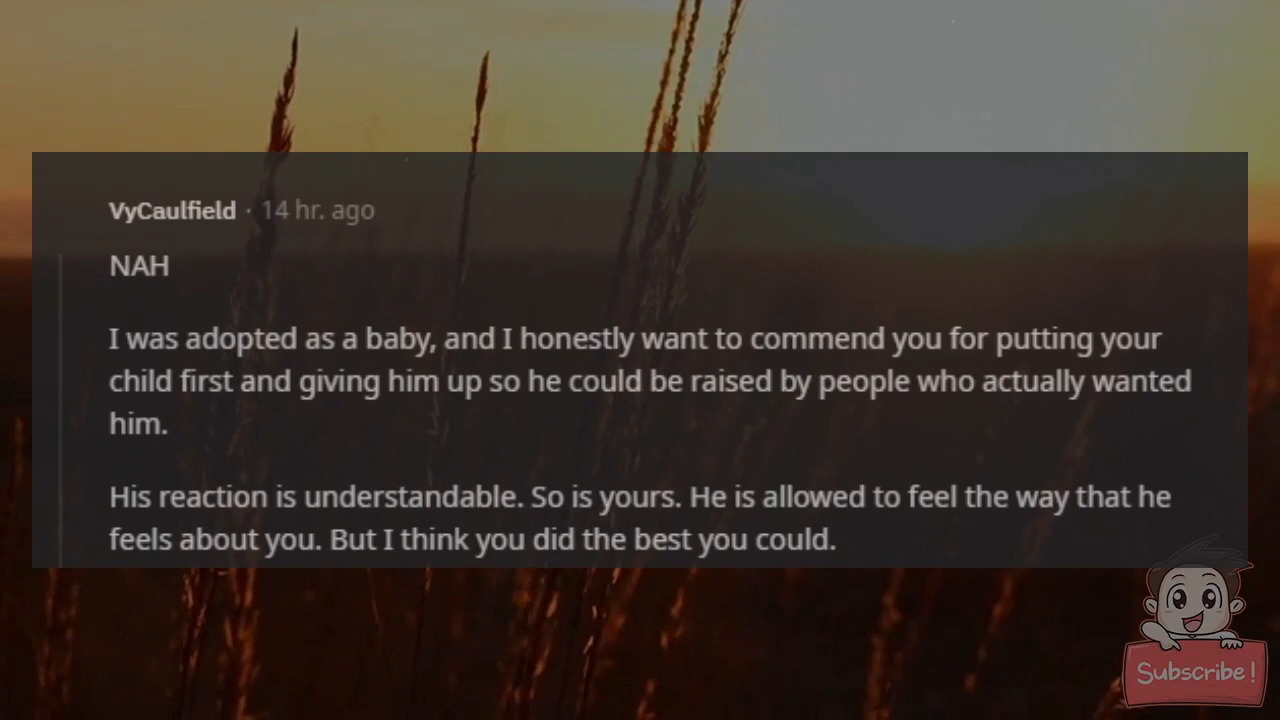 VyCaulfield · 14 hr. ago
NAH
I was adopted as a baby, and I honestly want to commend you for putting your
child first and giving him up so he could be raised by people who actually wanted
him.
His reaction is understandable. So is yours. He is allowed to feel the way that he
feels about you. But I think you did the best you could.
Subscribe!